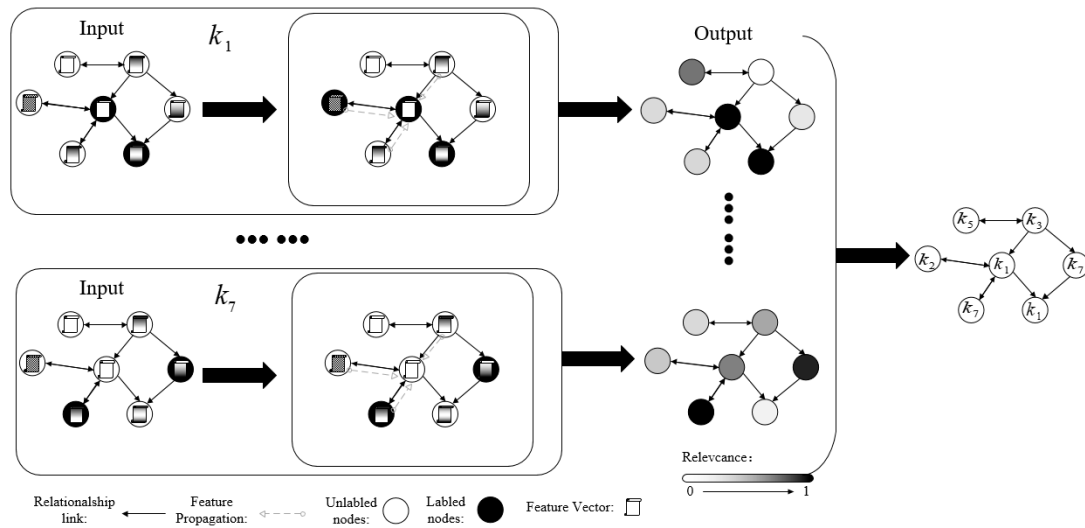 Input
k1
Output
k5
k3
k2
k1
k7
k7
k1
Input
k7
Relevcance:
0
1
Relationalship link:
Feature Propagation:
Unlabled nodes:
Labled nodes:
Feature Vector: